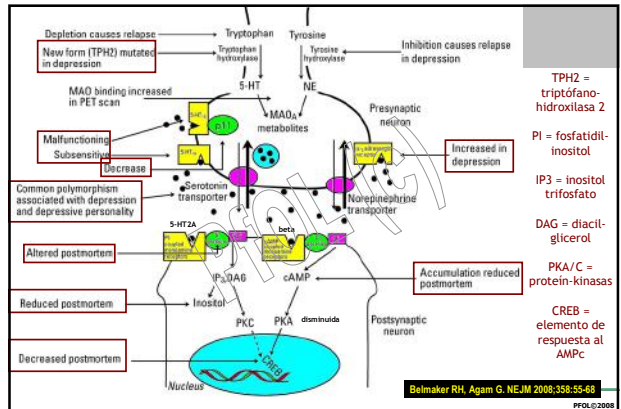 Depletion causes relapse
Tryptophan
Tyrosine
New form (TPH2) mutated
in depression
Tryptophan
hydroxylase
Tyrosine
hydroxylase
Inhibition causes relapse
in depression
5-HT
NE
MAO binding increased
in PET scan
MAOA
metabolites
Presynaptic
neuron
p11
Malfunctioning
Subsensitive
Decrease
Increased in
depression
Common polymorphism
associated with depression
and depressive personality
Serotonin
transporter
Norepinephrine
transporter
5-HT2A
beta
Altered postmortem
IP3 DAG
cAMP
Accumulation reduced
postmortem
Reduced postmortem
Inositol
PKC
PKA
disminuida
Postsynaptic
neuron
Decreased postmortem
CREB
Nucleus
TPH2 =
triptófano-
hidroxilasa 2
PI = fosfatidil-
inositol
IP3 = inositol
trifosfato
DAG = diacil-
glicerol
PKA/C =
protein-kinasas
CREB =
elemento de
respuesta al
AMPc
Belmaker RH, Agam G. NEJM 2008;358:55-68
PFOL©2008